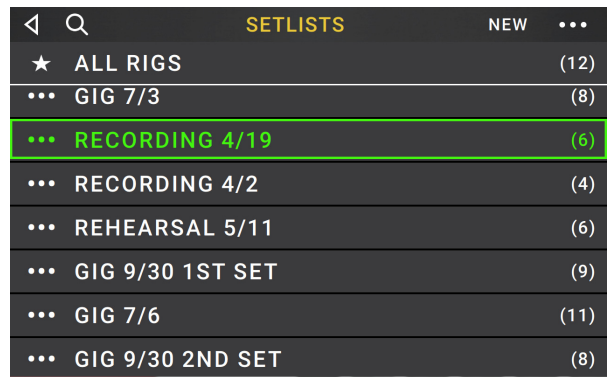 SETLISTS NEW •••
★ ALL RIGS (12)
••• GIG 7/3 (8)
••• RECORDING 4/19 (6)
••• RECORDING 4/2 (4)
••• REHEARSAL 5/11 (6)
••• GIG 9/30 1ST SET (9)
••• GIG 7/6 (11)
••• GIG 9/30 2ND SET (8)